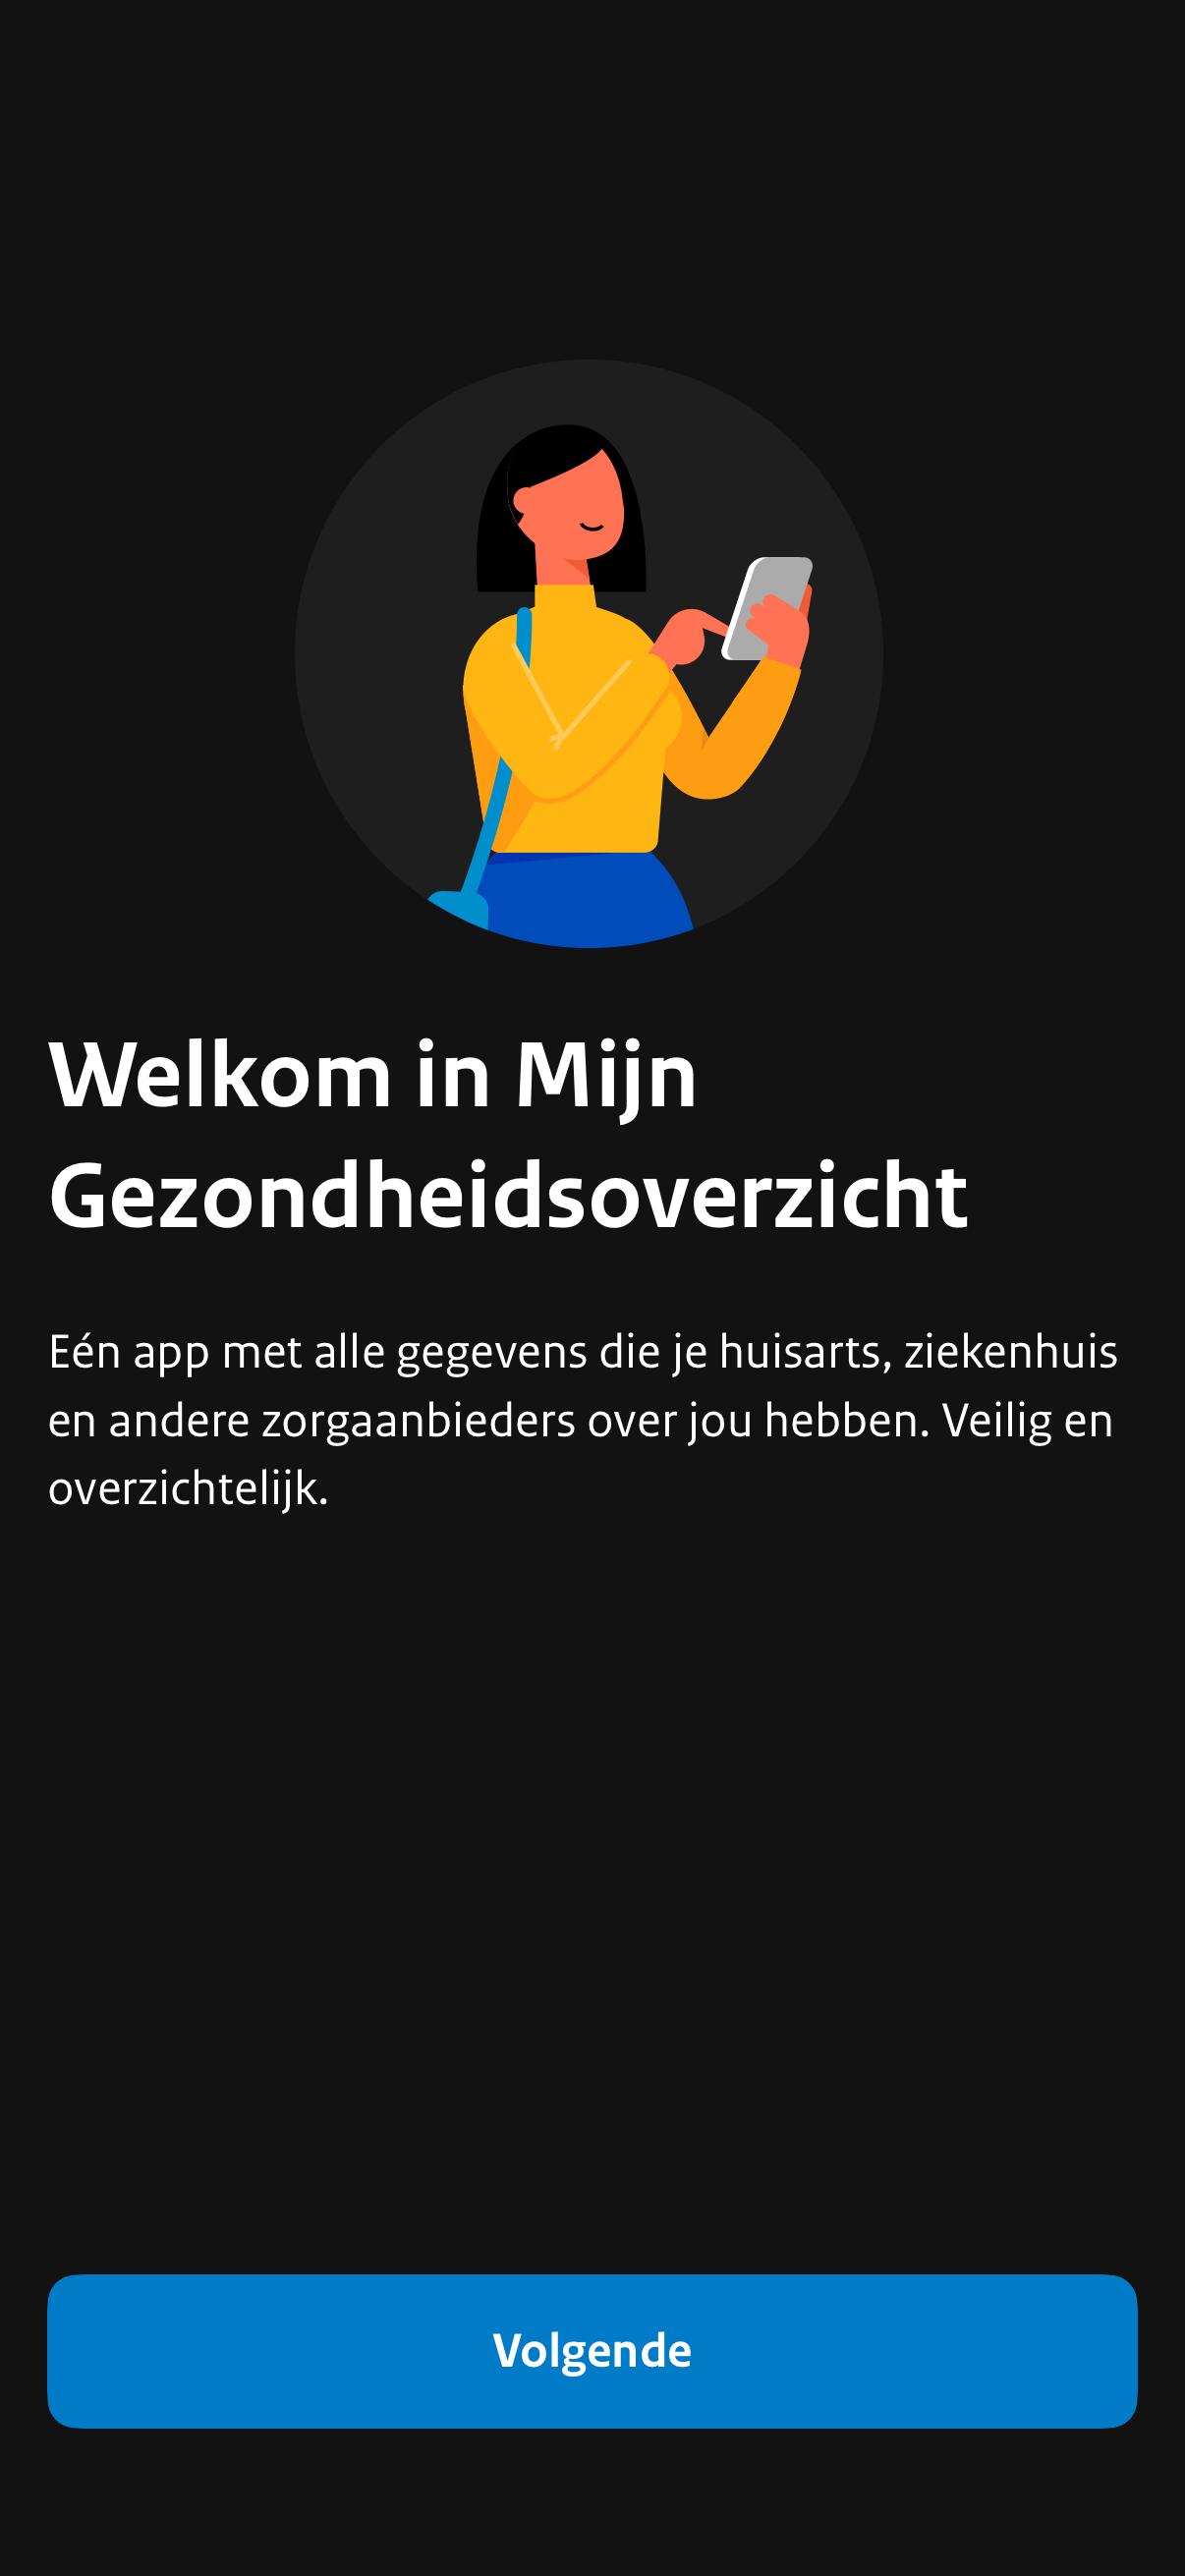 Welkom in Mijn
Gezondheidsoverzicht
Eén app met alle gegevens die je huisarts, ziekenhuis
en andere zorgaanbieders over jou hebben. Veilig en
overzichtelijk.
Volgende